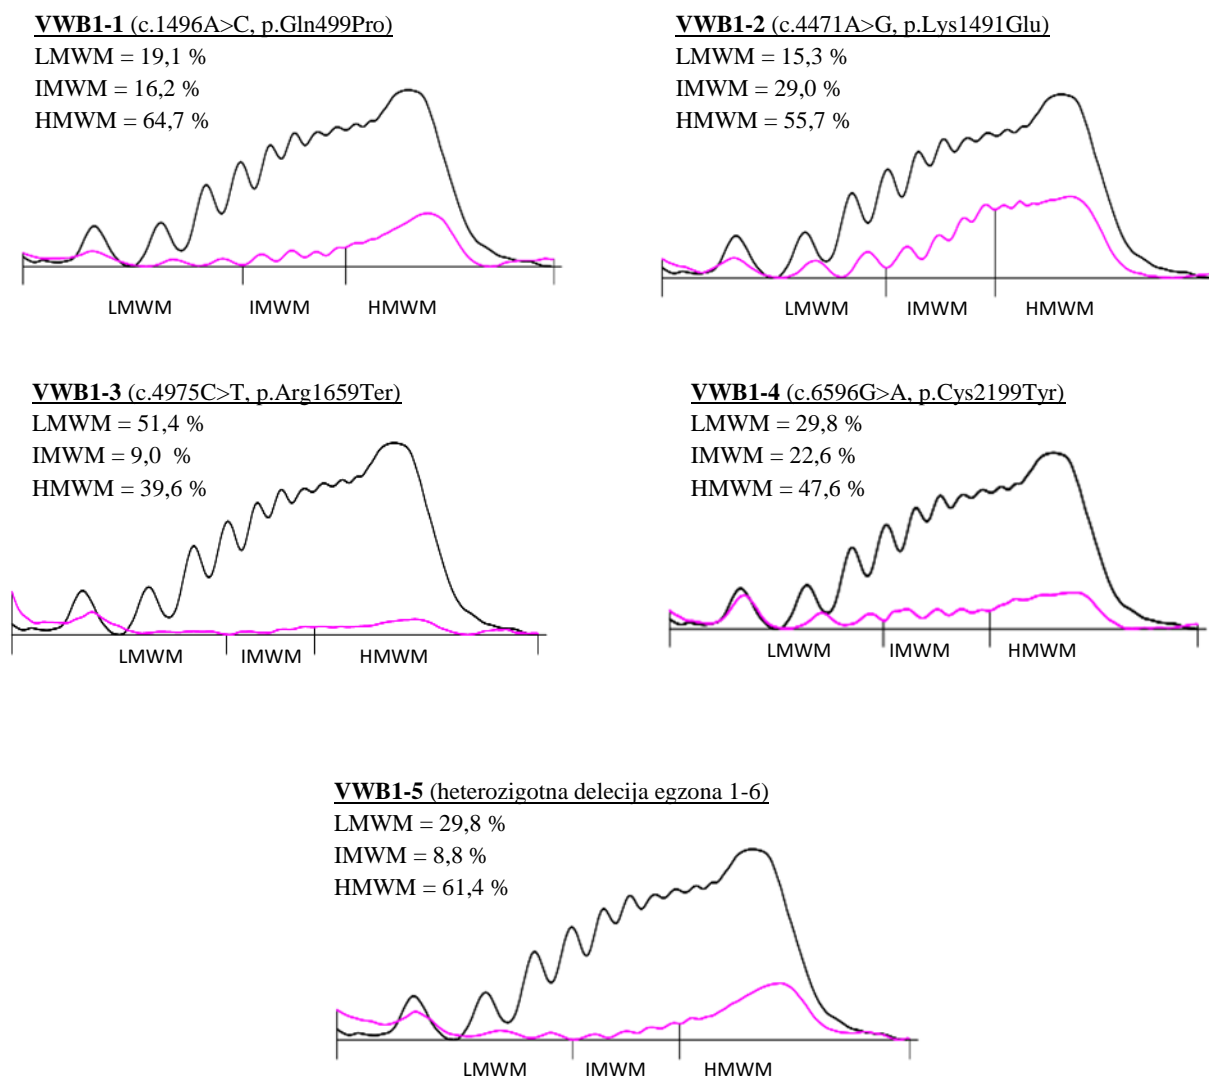 VWB1-1 (c.1496A>C, p.Gln499Pro)
LMWM = 19,1 %
IMWM = 16,2 %
HMWM = 64,7 %
LMWM IMWM HMWM
VWB1-2 (c.4471A>G, p.Lys1491Glu)
LMWM = 15,3 %
IMWM = 29,0 %
HMWM = 55,7 %
LMWM IMWM HMWM
VWB1-3 (c.4975C>T, p.Arg1659Ter)
LMWM = 51,4 %
IMWM = 9,0 %
HMWM = 39,6 %
LMWM IMWM HMWM
VWB1-4 (c.6596G>A, p.Cys2199Tyr)
LMWM = 29,8 %
IMWM = 22,6 %
HMWM = 47,6 %
LMWM IMWM HMWM
VWB1-5 (heterozigotna delecija egzona 1-6)
LMWM = 29,8 %
IMWM = 8,8 %
HMWM = 61,4 %
LMWM IMWM HMWM